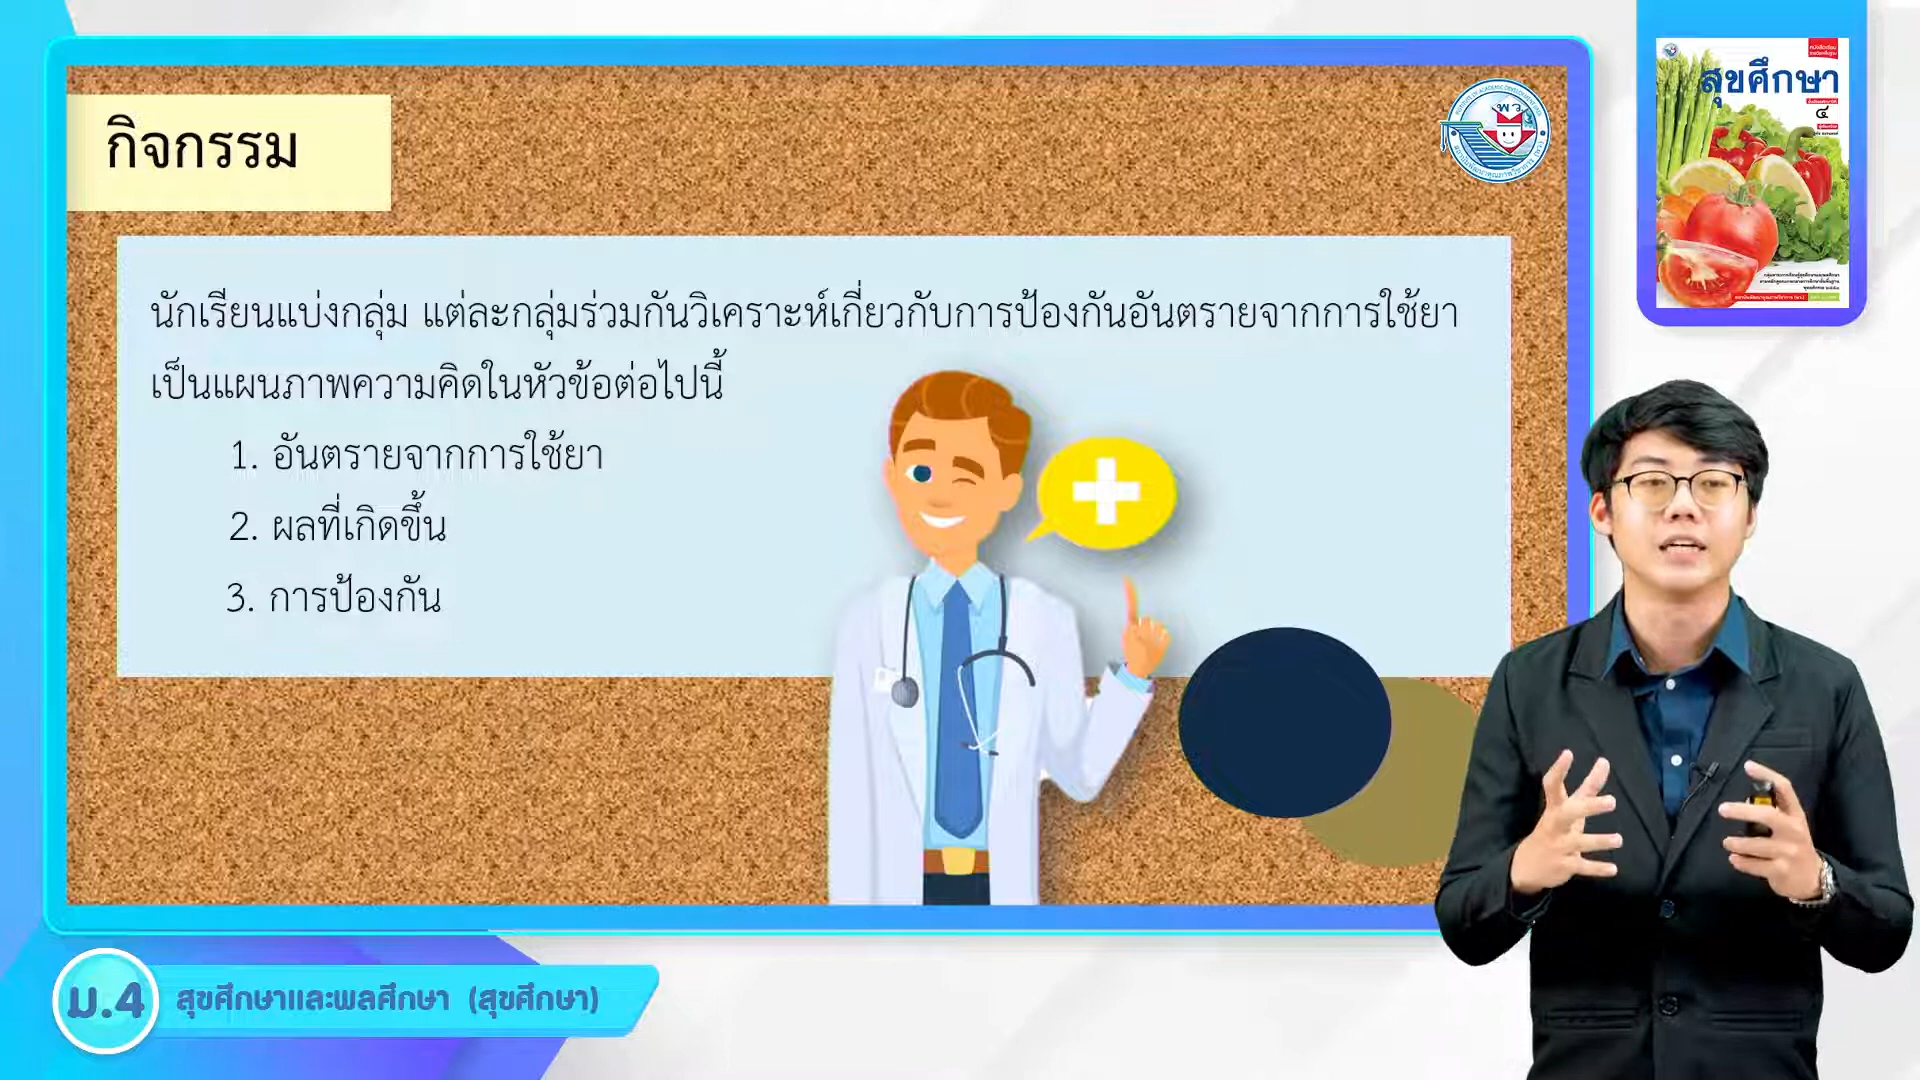 กิจกรรม
นักเรียนแบ่งกลุ่ม แต่ละกลุ่มร่วมกันวิเคราะห์เกี่ยวกับการป้องกันอันตรายจากการใช้ยา
เป็นแผนภาพความคิดในหัวข้อต่อไปนี้
1. อันตรายจากการใช้ยา
2. ผลที่เกิดขึ้น
3. การป้องกัน
พว.
สุขศึกษา
๔
ม.4 สุขศึกษาและพลศึกษา (สุขศึกษา)